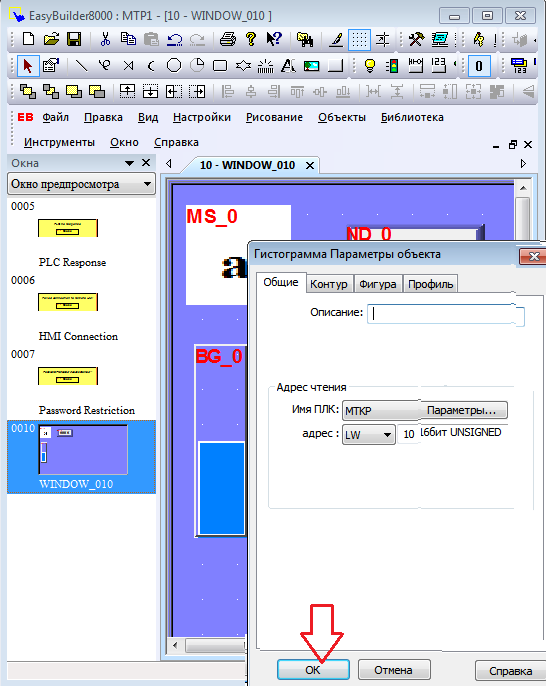 EasyBuilder8000 : MTP1 - [10 - WINDOW_010 ]
EB Файл Правка Вид Настройки Рисование Объекты Библиотека
Инструменты Окно Справка
Окна
10 - WINDOW_010
Окно предпросмотра
0005
PLC Response
0006
HMI Connection
0007
Password Restriction
0010
WINDOW_010
MS_0
ND_0
a
BG_0
Гистограмма Параметры объекта
Общие Контур Фигура Профиль
Описание:
Адрес чтения
Имя ПЛК: MTKP Параметры...
адрес : LW 10 16бит UNSIGNED
OK Отмена Справка